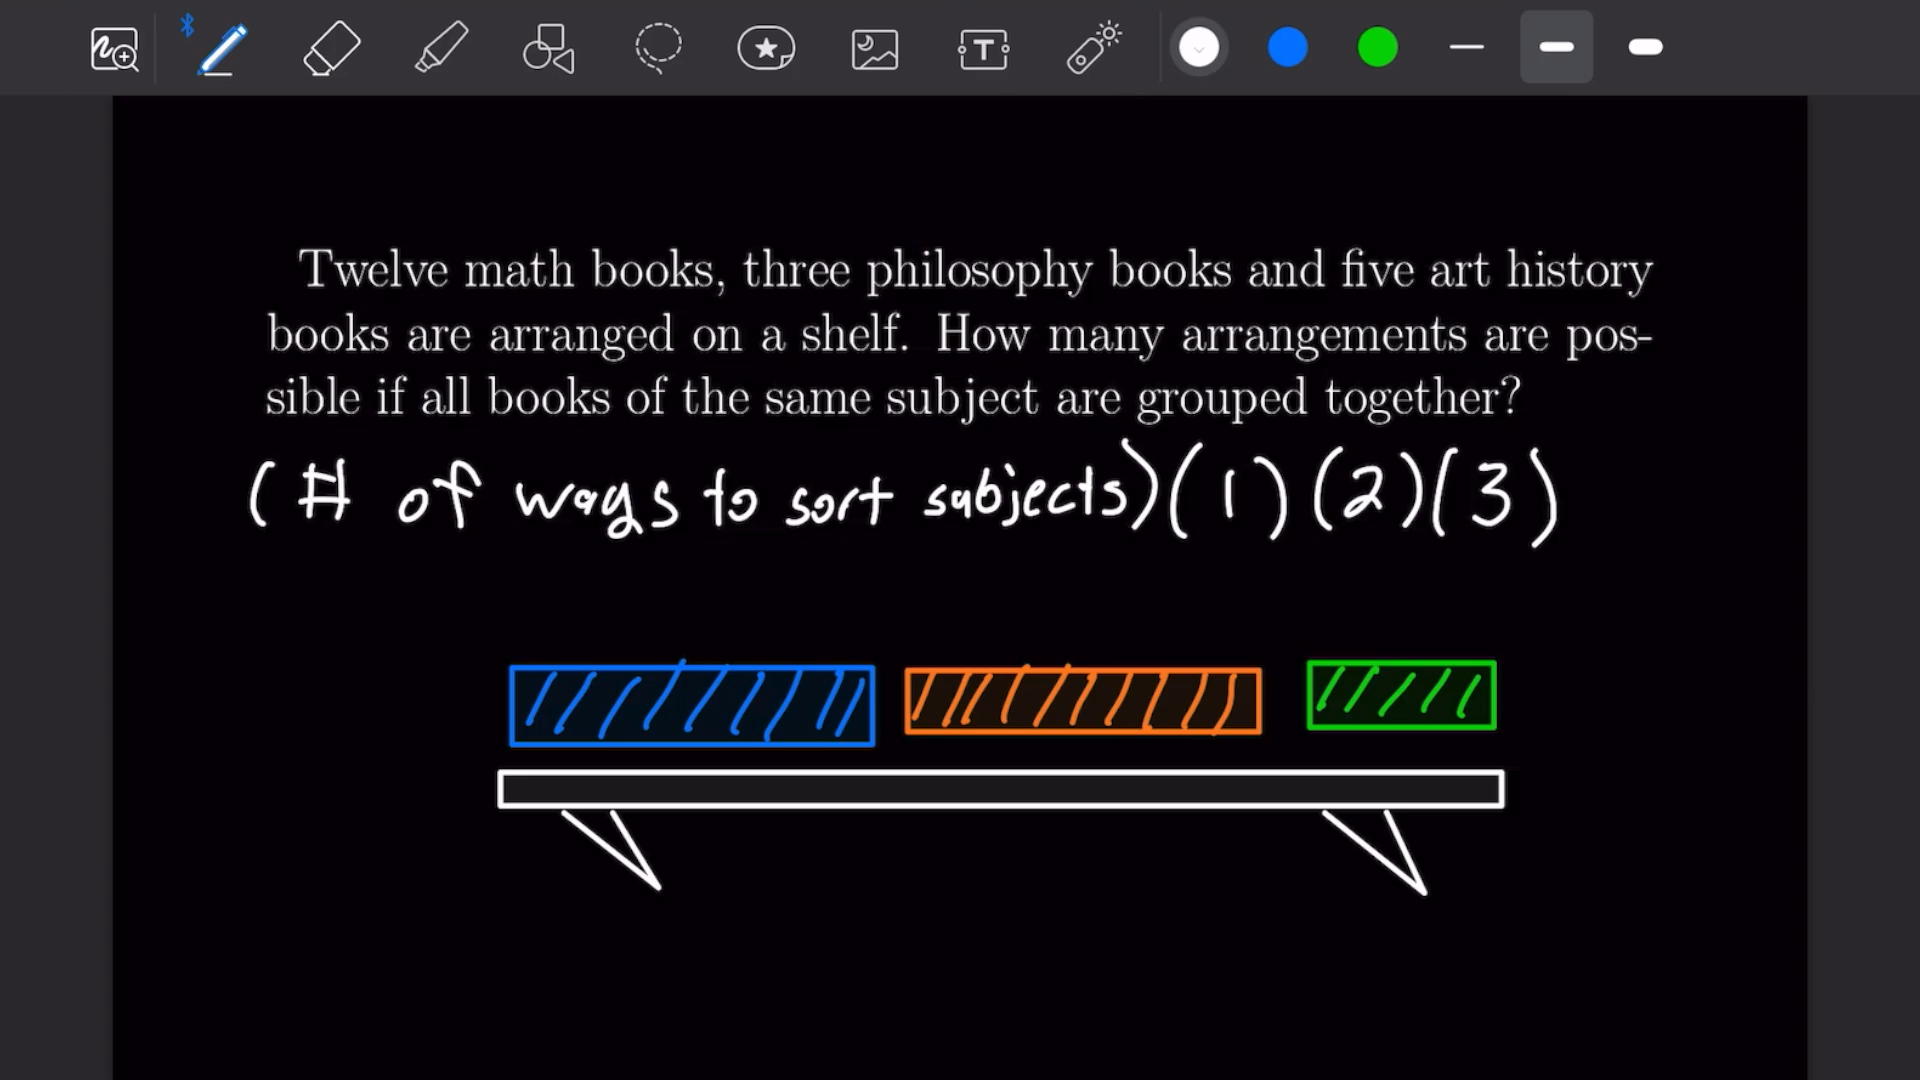 Twelve math books, three philosophy books and five art history
books are arranged on a shelf. How many arrangements are pos-
sible if all books of the same subject are grouped together?
(# of ways to sort subjects)(1)(2)(3)